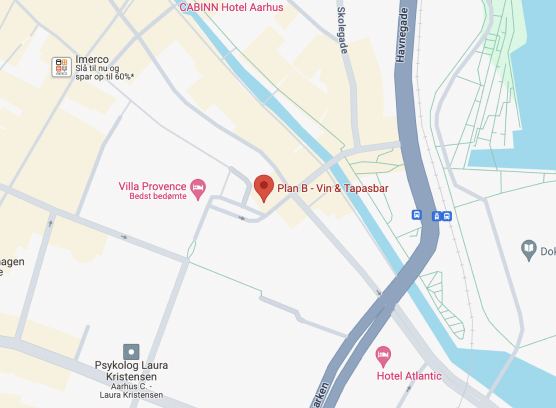 CABINN Hotel Aarhus
Skolegade
Havnegade
Imerco
Slå til nu og
spar op til 60%*
Villa Provence
Bedst bedømte
Plan B - Vin & Tapasbar
Dok
agen
e
Psykolog Laura
Kristensen
Aarhus C. -
Laura Kristensen
Hotel Atlantic
arken